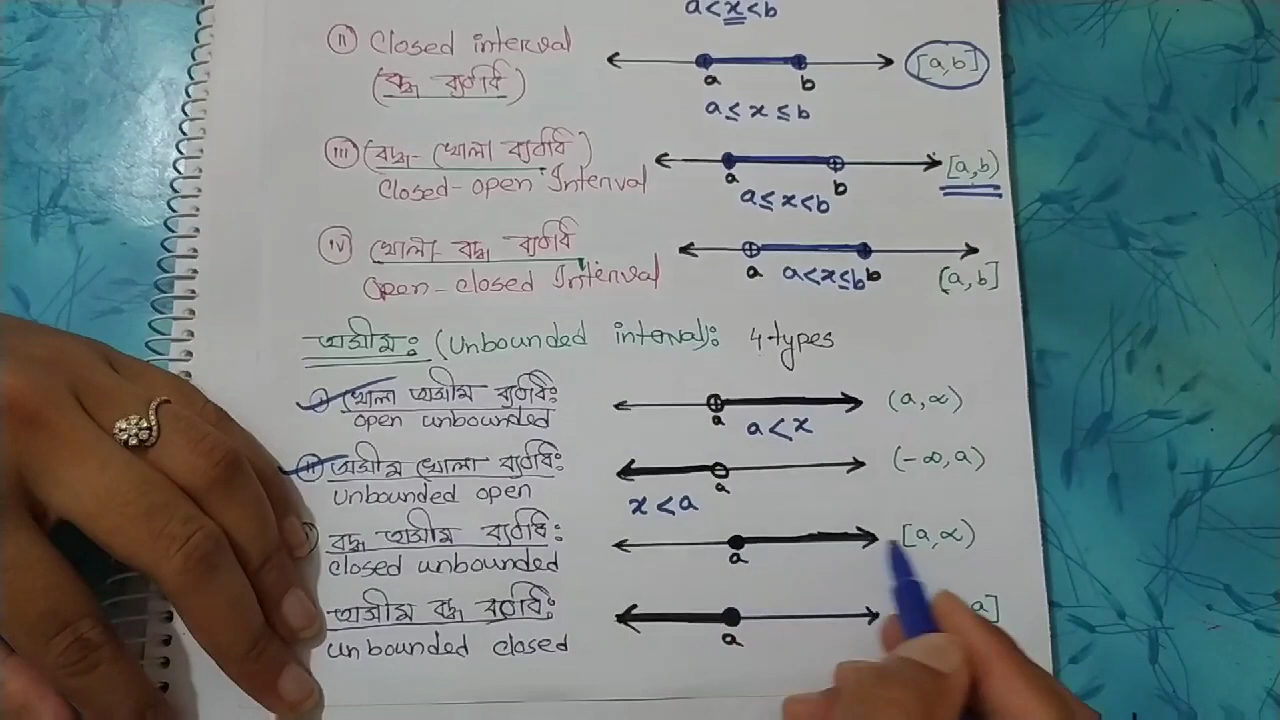 a < x < b
(ii) Closed interval
[a,b]
(বদ্ধ ব্যবধি)
a b
a ≤ x ≤ b
(iii) (বদ্ধ-খোলা ব্যবধি)
Closed-open Interval
[a,b)
a b
a ≤ x < b
(iv) খোলা-বদ্ধ ব্যবধি
Open-closed Interval
a a < x ≤ b b
(a,b]
অসীম: (Unbounded interval): 4 types
খোলা অসীম ব্যবধি:
open unbounded
(a,∝)
a
a < x
অসীম খোলা ব্যবধি:
unbounded open
(-∞,a)
a
x < a
বদ্ধ অসীম ব্যবধি:
closed unbounded
[a,∝)
a
অসীম বদ্ধ ব্যবধি:
unbounded closed
a]
a